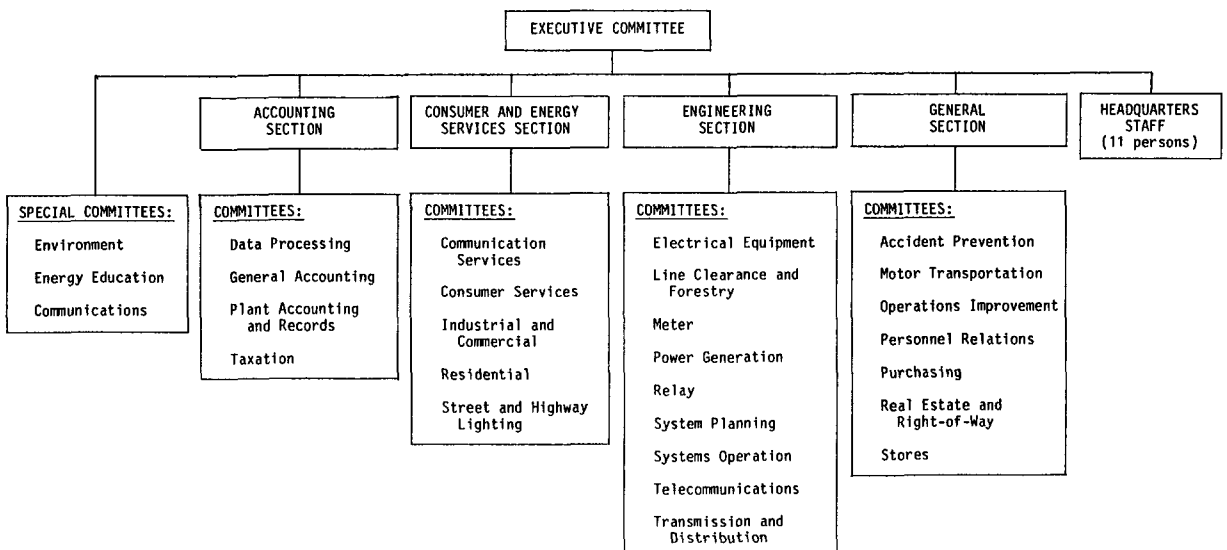 EXECUTIVE COMMITTEE
ACCOUNTING
SECTION
CONSUMER AND ENERGY
SERVICES SECTION
ENGINEERING
SECTION
GENERAL
SECTION
HEADQUARTERS
STAFF
(11 persons)
SPECIAL COMMITTEES:
Environment
Energy Education
Communications
COMMITTEES:
Data Processing
General Accounting
Plant Accounting
and Records
Taxation
COMMITTEES:
Communication
Services
Consumer Services
Industrial and
Commercial
Residential
Street and Highway
Lighting
COMMITTEES:
Electrical Equipment
Line Clearance and
Forestry
Meter
Power Generation
Relay
System Planning
Systems Operation
Telecommunications
Transmission and
Distribution
COMMITTEES:
Accident Prevention
Motor Transportation
Operations Improvement
Personnel Relations
Purchasing
Real Estate and
Right-of-Way
Stores